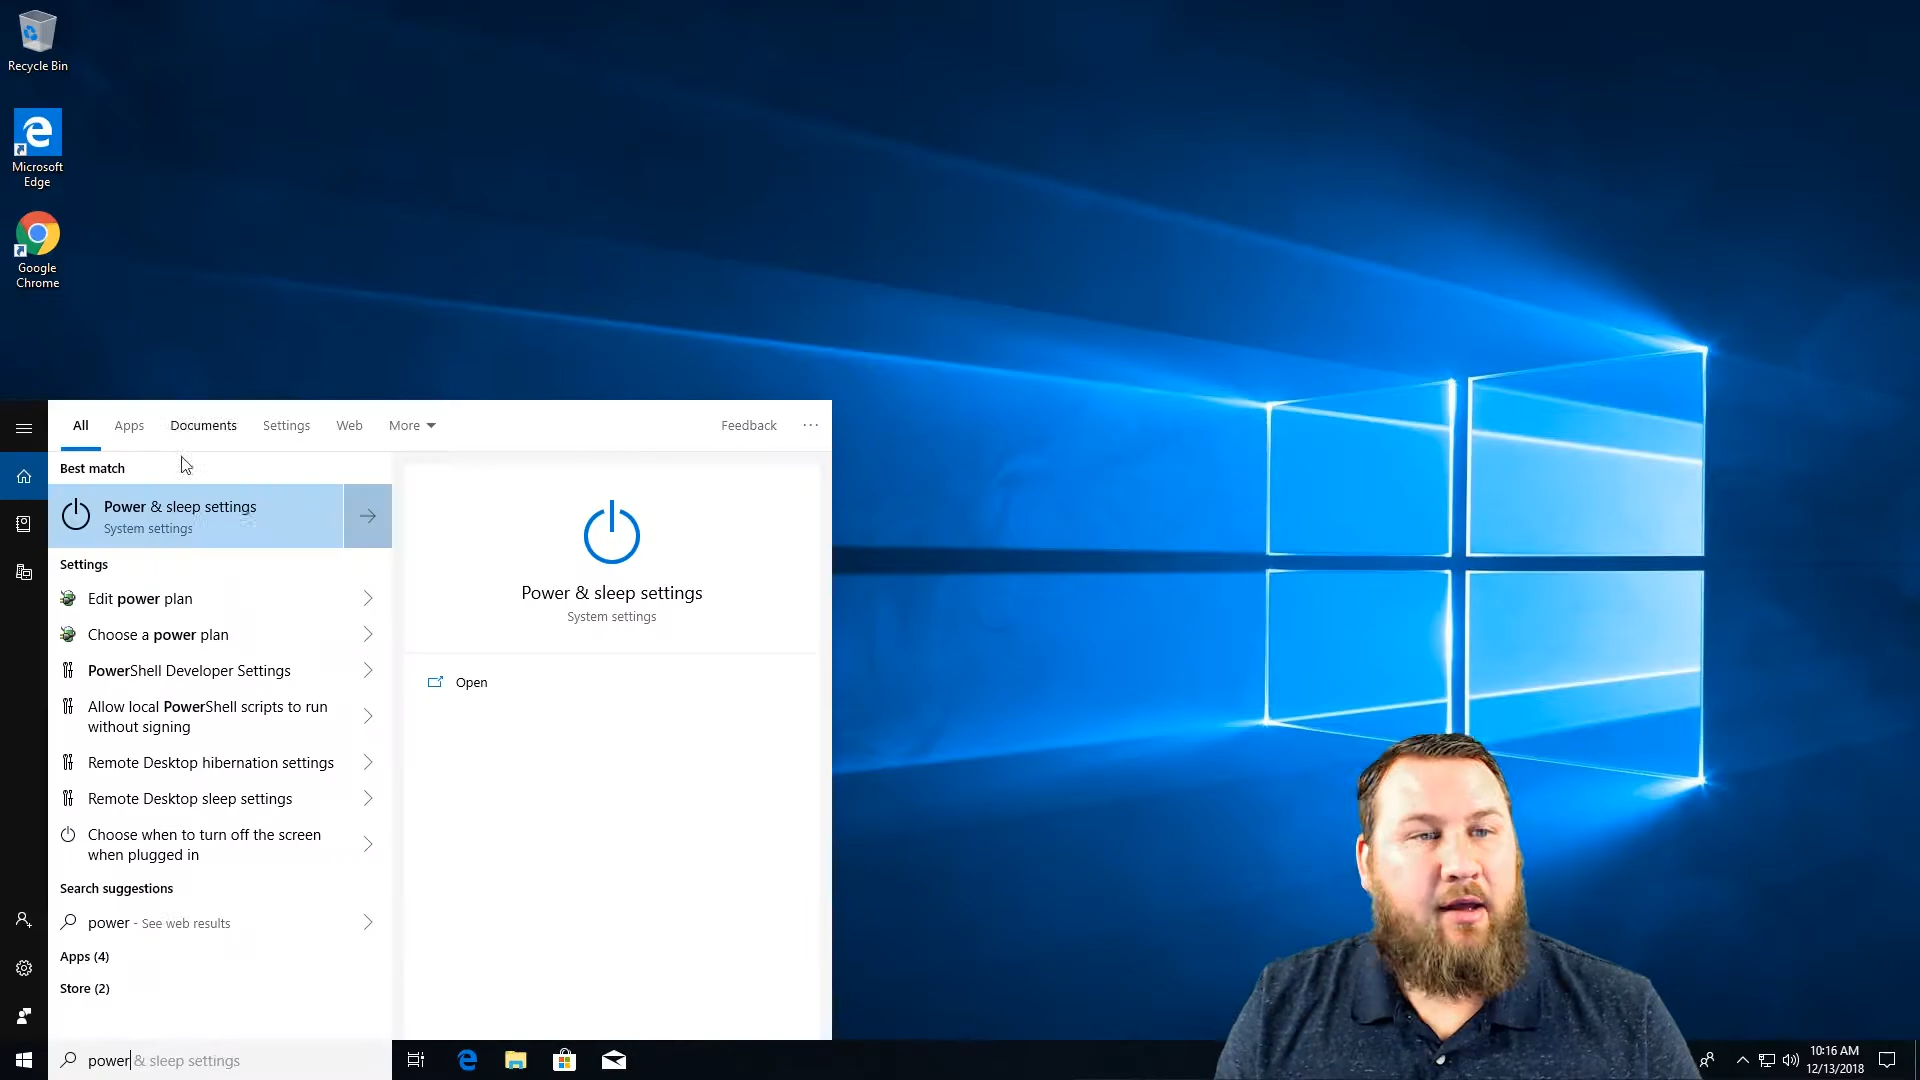 Recycle Bin
Microsoft
Edge
Google
Chrome
All Apps Documents Settings Web More Feedback
Best match
Power & sleep settings
System settings
Settings
Edit power plan
Choose a power plan
PowerShell Developer Settings
Allow local PowerShell scripts to run
without signing
Remote Desktop hibernation settings
Remote Desktop sleep settings
Choose when to turn off the screen
when plugged in
Search suggestions
power - See web results
Apps (4)
Store (2)
Power & sleep settings
System settings
Open
power & sleep settings
10:16 AM
12/13/2018